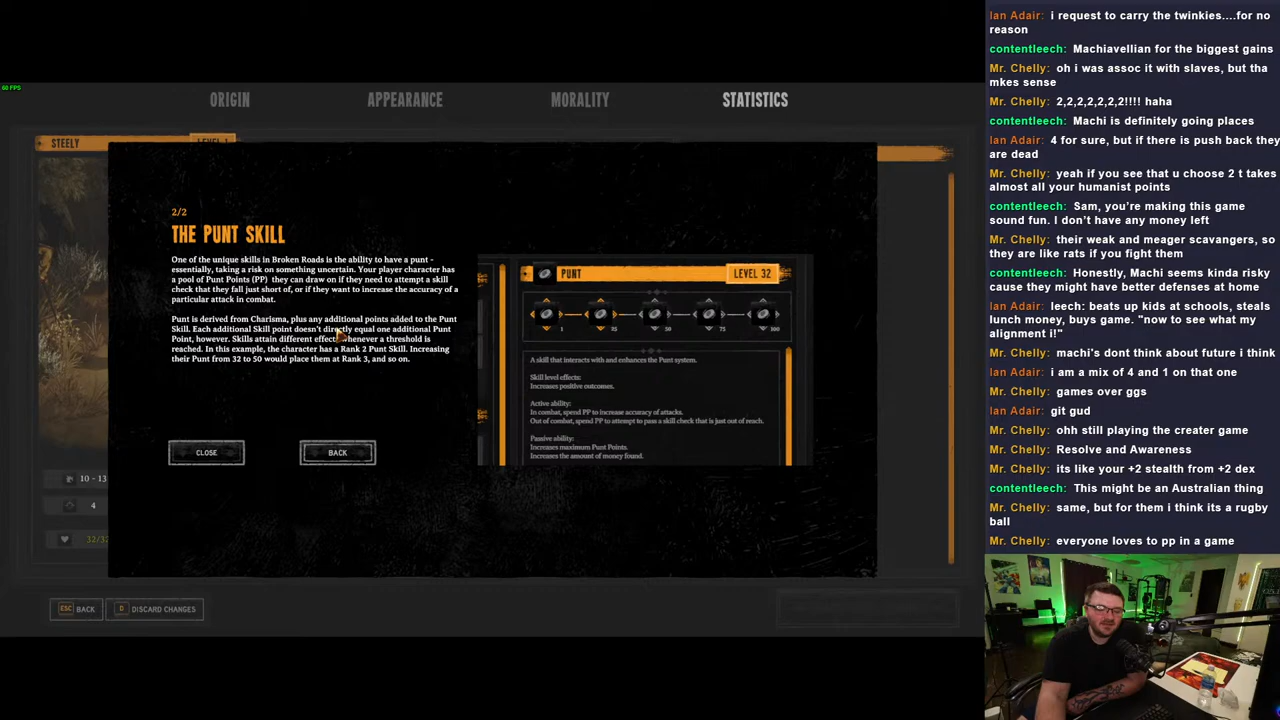 60 FPS
ORIGIN
APPEARANCE
MORALITY
STATISTICS
STEELY
LEVEL 1
2/2
THE PUNT SKILL
One of the unique skills in Broken Roads is the ability to have a punt -
essentially, taking a risk on something uncertain. Your player character has
a pool of Punt Points (PP) they can draw on if they need to attempt a skill
check that they fall just short of, or if they want to increase the accuracy of a
particular attack in combat.
Punt is derived from Charisma, plus any additional points added to the Punt
Skill. Each additional Skill point doesn't directly equal one additional Punt
Point, however. Skills attain different effects whenever a threshold is
reached. In this example, the character has a Rank 2 Punt Skill. Increasing
their Punt from 32 to 50 would place them at Rank 3, and so on.
CLOSE
BACK
PUNT
LEVEL 32
1
25
50
75
100
A skill that interacts with and enhances the Punt system.
Skill level effects:
Increases positive outcomes.
Active ability:
In combat, spend PP to increase accuracy of attacks.
Out of combat, spend PP to attempt to pass a skill check that is just out of reach.
Passive ability:
Increases maximum Punt Points.
Increases the amount of money found.
10 - 13
4
32/32
ESC BACK
D DISCARD CHANGES
Ian Adair: i request to carry the twinkies....for no
reason
contentleech: Machiavellian for the biggest gains
Mr. Chelly: oh i was assoc it with slaves, but tha
mkes sense
Mr. Chelly: 2,2,2,2,2,2,2!!!! haha
contentleech: Machi is definitely going places
Ian Adair: 4 for sure, but if there is push back they
are dead
Mr. Chelly: yeah if you see that u choose 2 t takes
almost all your humanist points
contentleech: Sam, you're making this game
sound fun. I don't have any money left
Mr. Chelly: their weak and meager scavangers, so
they are like rats if you fight them
contentleech: Honestly, Machi seems kinda risky
cause they might have better defenses at home
Ian Adair: leech: beats up kids at schools, steals
lunch money, buys game. "now to see what my
alignment i!"
Mr. Chelly: machi's dont think about future i think
Ian Adair: i am a mix of 4 and 1 on that one
Mr. Chelly: games over ggs
Ian Adair: git gud
Mr. Chelly: ohh still playing the creater game
Mr. Chelly: Resolve and Awareness
Mr. Chelly: its like your +2 stealth from +2 dex
contentleech: This might be an Australian thing
Mr. Chelly: same, but for them i think its a rugby
ball
Mr. Chelly: everyone loves to pp in a game